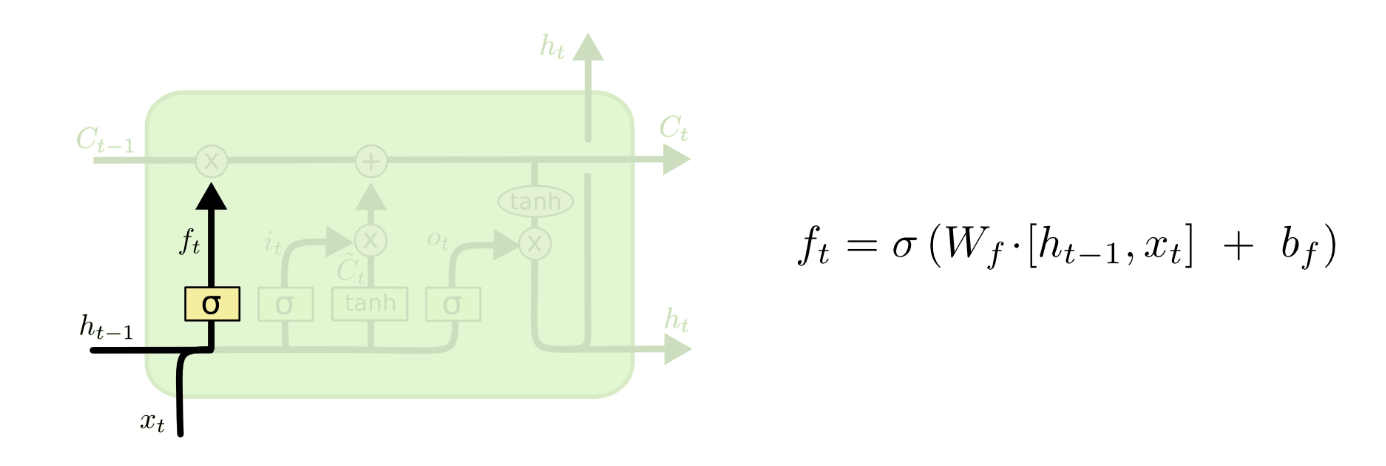 h_t
C_{t-1}
C_t
x
+
tanh
f_t
i_t
x
o_t
x
C̃_t
σ
σ
tanh
σ
h_{t-1}
h_t
x_t
f_t = σ (W_f · [h_{t-1}, x_t] + b_f)